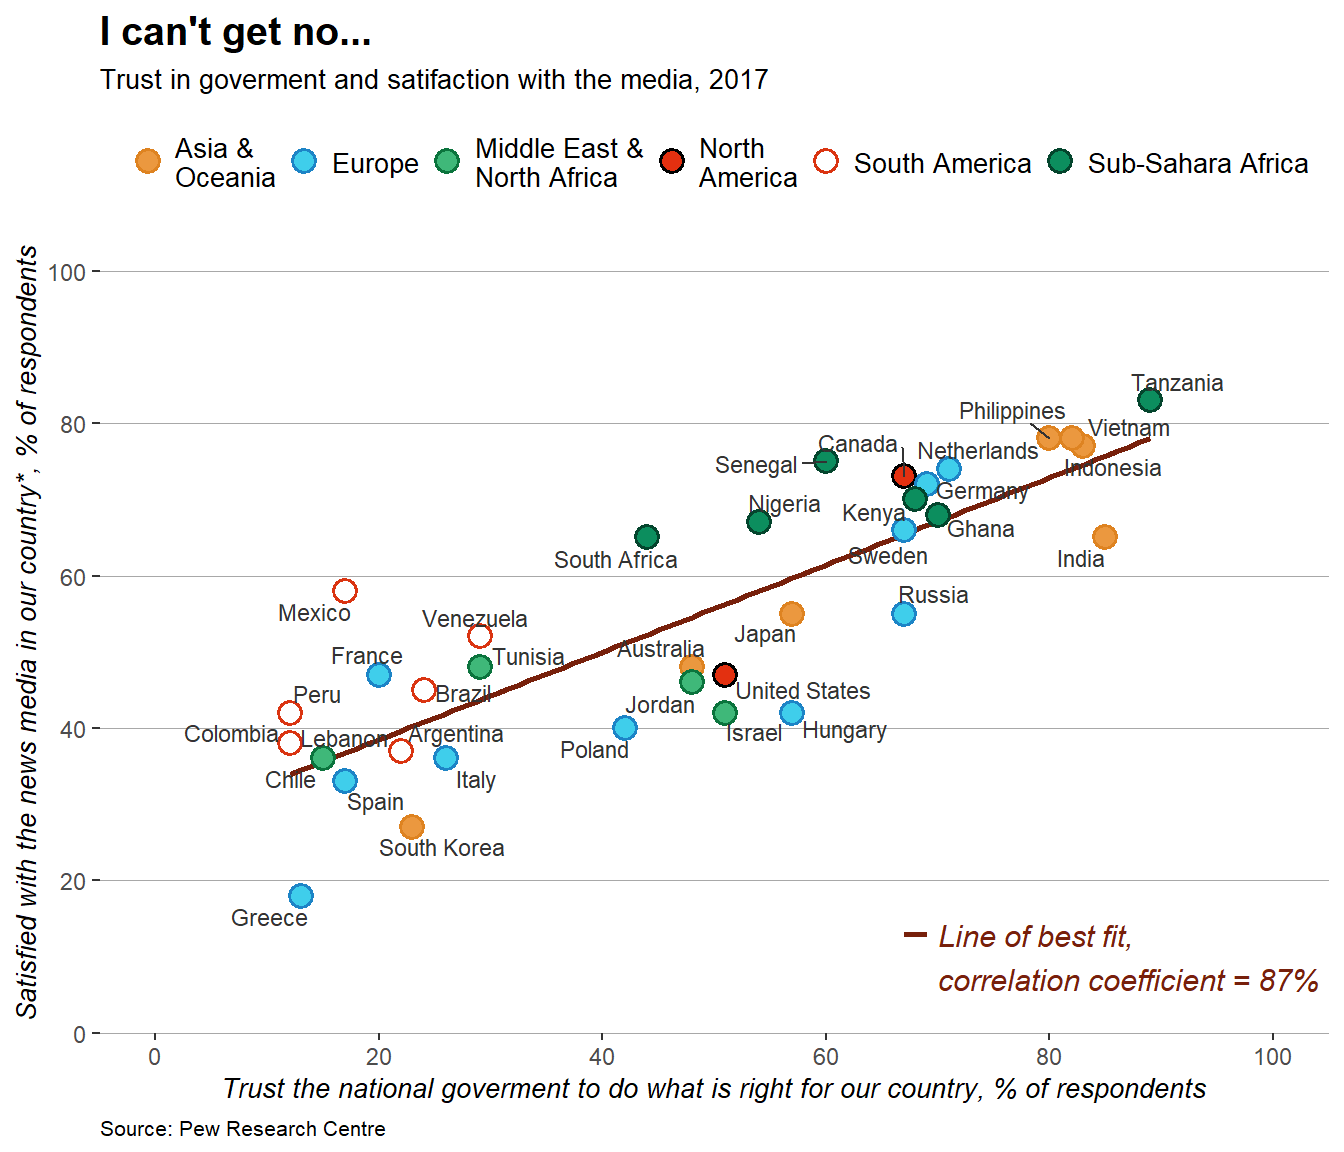 I can't get no...
Trust in goverment and satifaction with the media, 2017
Asia &
Oceania
Europe
Middle East &
North Africa
North
America
South America
Sub-Sahara Africa
Satisfied with the news media in our country*, % of respondents
100
80
60
40
20
0
Tanzania
Philippines
Vietnam
Canada
Netherlands
Senegal
Indonesia
Germany
Nigeria
Kenya
Ghana
South Africa
Sweden
India
Russia
Mexico
Venezuela
Japan
France
Tunisia
Australia
Peru
Brazil
United States
Jordan
Colombia
Lebanon
Argentina
Israel
Hungary
Poland
Chile
Italy
Spain
South Korea
Greece
Line of best fit,
correlation coefficient = 87%
0
20
40
60
80
100
Trust the national goverment to do what is right for our country, % of respondents
Source: Pew Research Centre